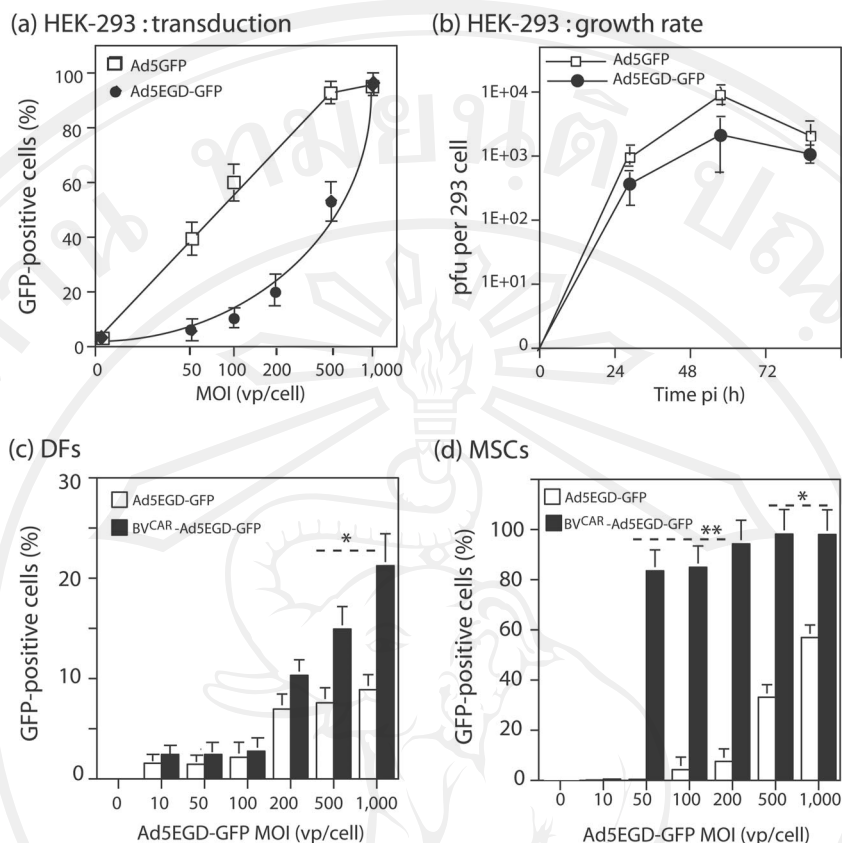 (a) HEK-293 : transduction
Ad5GFP
Ad5EGD-GFP
GFP-positive cells (%)
100
80
60
40
20
0
0 50 100 200 500 1,000
MOI (vp/cell)
(b) HEK-293 : growth rate
Ad5GFP
Ad5EGD-GFP
pfu per 293 cell
1E+04
1E+03
1E+02
1E+01
0
0 24 48 72
Time pi (h)
(c) DFs
Ad5EGD-GFP
BVCAR-Ad5EGD-GFP
*
GFP-positive cells (%)
30
20
10
0
0 10 50 100 200 500 1,000
Ad5EGD-GFP MOI (vp/cell)
(d) MSCs
Ad5EGD-GFP
BVCAR-Ad5EGD-GFP
**
*
GFP-positive cells (%)
100
80
60
40
20
0
0 10 50 100 200 500 1,000
Ad5EGD-GFP MOI (vp/cell)